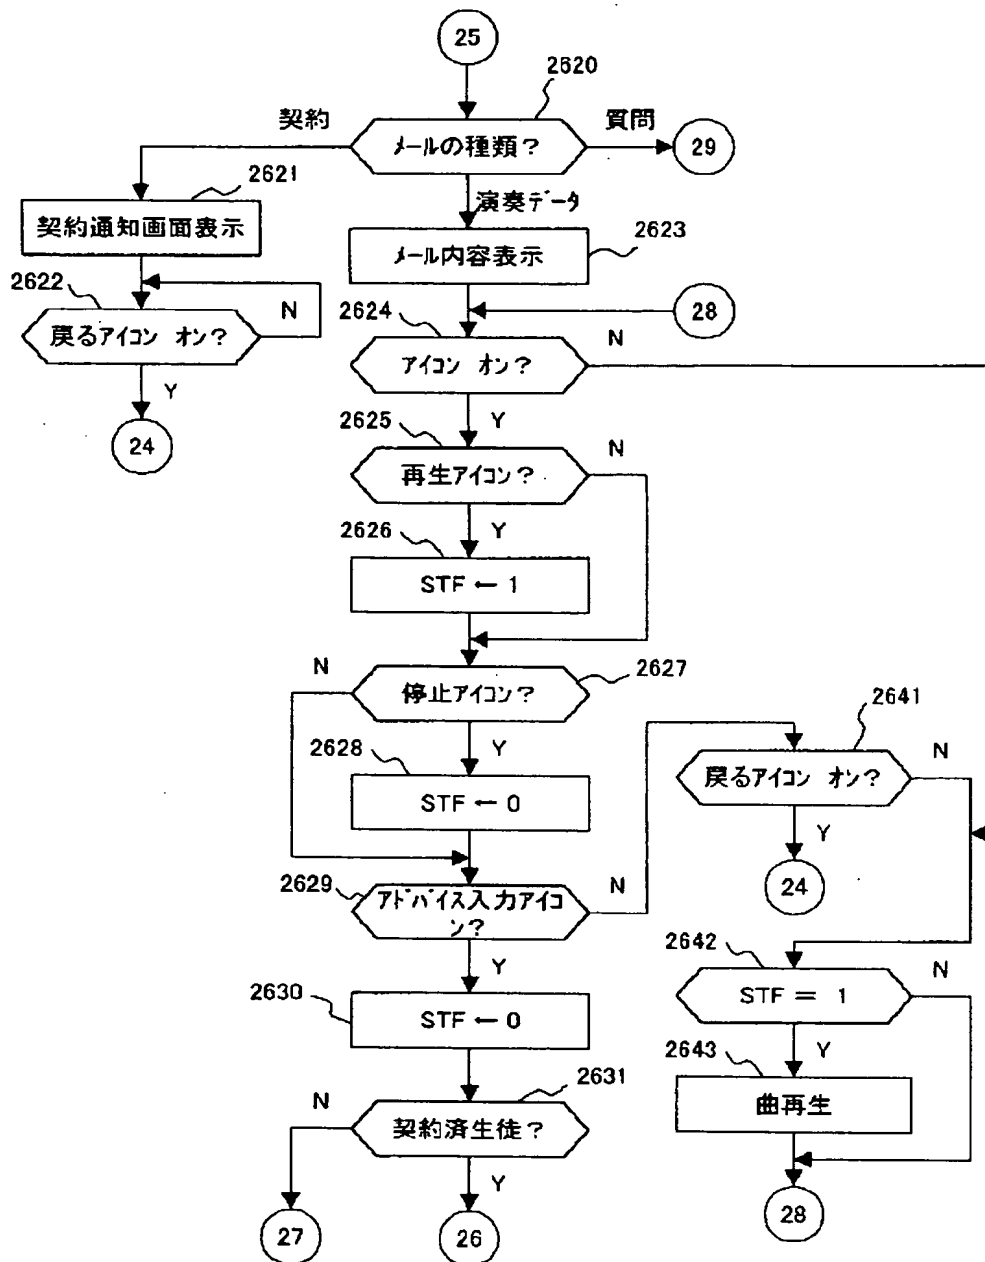 25
2620
契約
メールの種類?
質問
29
2621
契約通知画面表示
演奏データ
2623
メール内容表示
2622
戻るアイコン オン?
N
Y
24
28
2624
アイコン オン?
N
Y
2625
再生アイコン?
N
Y
2626
STF ← 1
N
停止アイコン?
2627
Y
2628
STF ← 0
2641
戻るアイコン オン?
N
Y
24
2629
アドバイス入力アイコ
ン?
N
Y
2630
STF ← 0
2642
STF = 1
N
Y
2643
曲再生
28
2631
N
契約済生徒?
Y
27
26